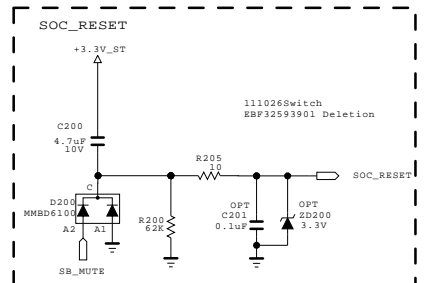 SOC_RESET
+3.3V_ST
111026Switch
EBF32593901 Deletion
C200
4.7uF
10V
R205
10
SOC_RESET
C
D200
MMBD6100
A2
A1
R200
62K
OPT
C201
0.1uF
OPT
ZD200
3.3V
SB_MUTE